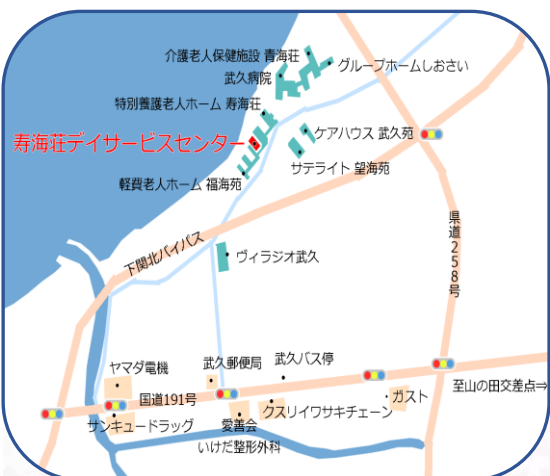 介護老人保健施設 青海荘
グループホームしおさい
武久病院
特別養護老人ホーム 寿海荘
ケアハウス 武久苑
寿海荘デイサービスセンター
サテライト 望海苑
軽費老人ホーム 福海苑
県道258号
下関北バイパス
ヴィラジオ武久
ヤマダ電機
武久郵便局
武久バス停
至山の田交差点⇒
国道191号
ガスト
クスリイワサキチェーン
サンキュードラッグ
愛善会
いけだ整形外科